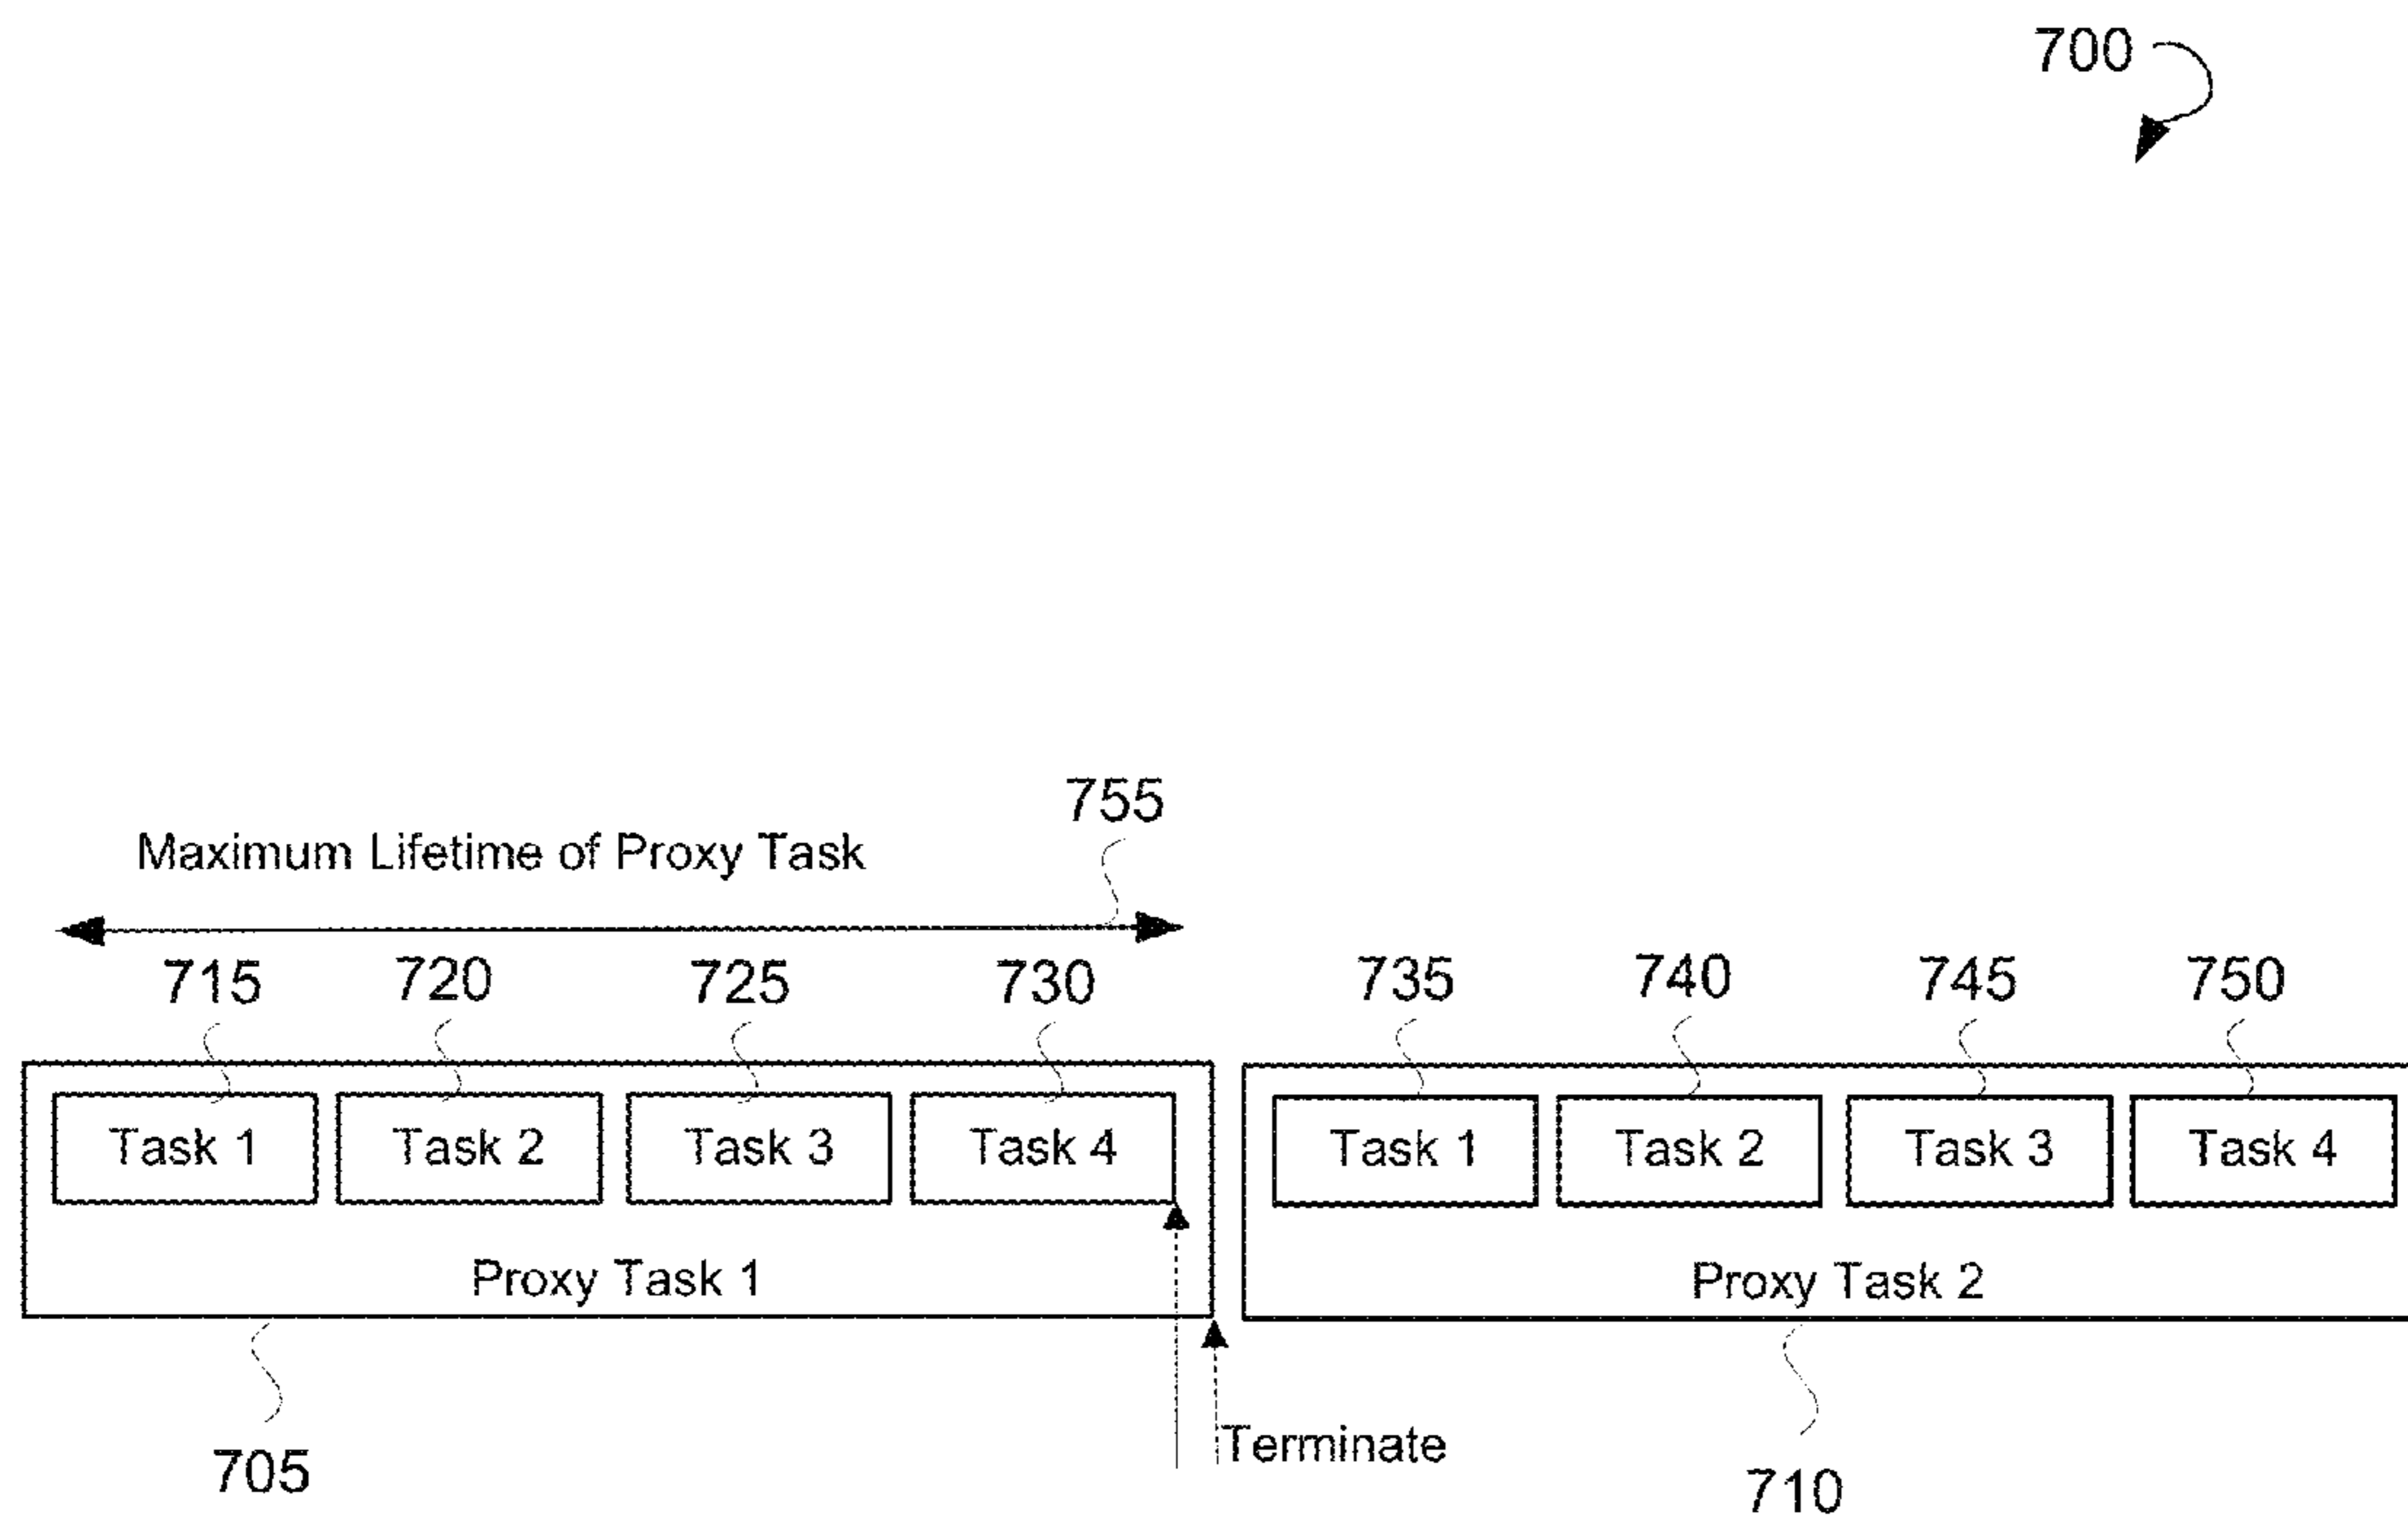 700
755
Maximum Lifetime of Proxy Task
715 720 725 730 735 740 745 750
Task 1 Task 2 Task 3 Task 4 Task 1 Task 2 Task 3 Task 4
Proxy Task 1 Proxy Task 2
Terminate
705 710